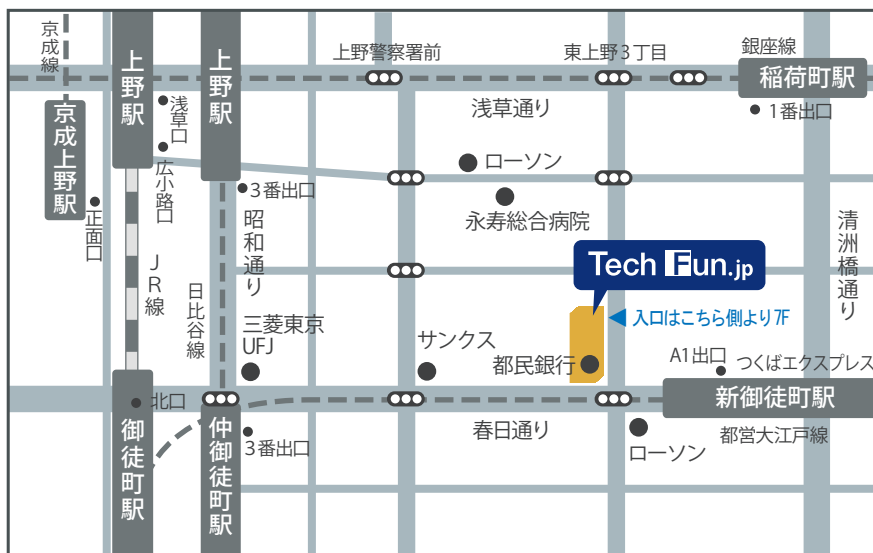 京成線
上野駅
上野駅
上野警察署前
東上野3丁目
銀座線
稲荷町駅
1番出口
浅草通り
浅草口
京成上野駅
広小路口
正面口
3番出口
ローソン
永寿総合病院
昭和通り
清洲橋通り
JR線
日比谷線
Tech Fun.jp
入口はこちら側より7F
三菱東京
UFJ
サンクス
都民銀行
A1出口
つくばエクスプレス
新御徒町駅
北口
御徒町駅
仲御徒町駅
3番出口
春日通り
ローソン
都営大江戸線